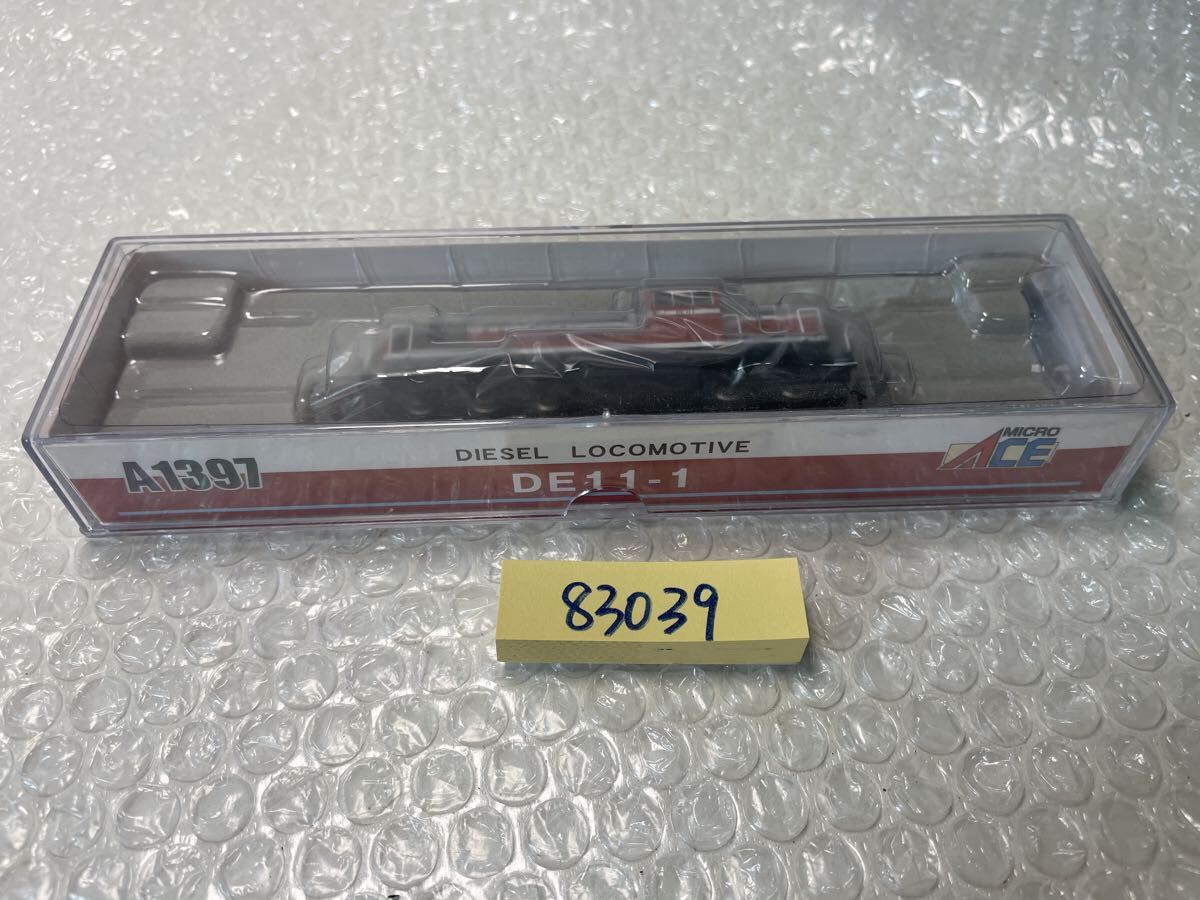 A1397
DIESEL LOCOMOTIVE
DE11-1
MICRO
ACE
83039